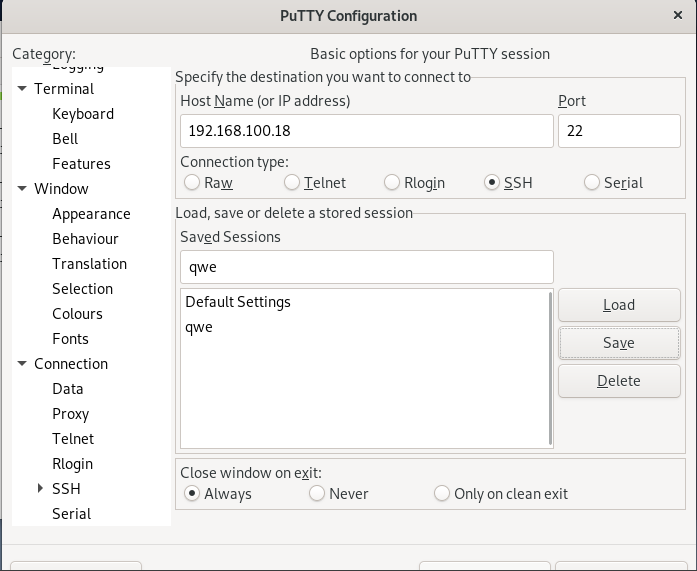 PuTTY Configuration
Category:
Basic options for your PuTTY session
Logging
Terminal
Keyboard
Bell
Features
Window
Appearance
Behaviour
Translation
Selection
Colours
Fonts
Connection
Data
Proxy
Telnet
Rlogin
SSH
Serial
Specify the destination you want to connect to
Host Name (or IP address) Port
192.168.100.18 22
Connection type:
Raw Telnet Rlogin SSH Serial
Load, save or delete a stored session
Saved Sessions
qwe
Default Settings
qwe
Load
Save
Delete
Close window on exit:
Always Never Only on clean exit